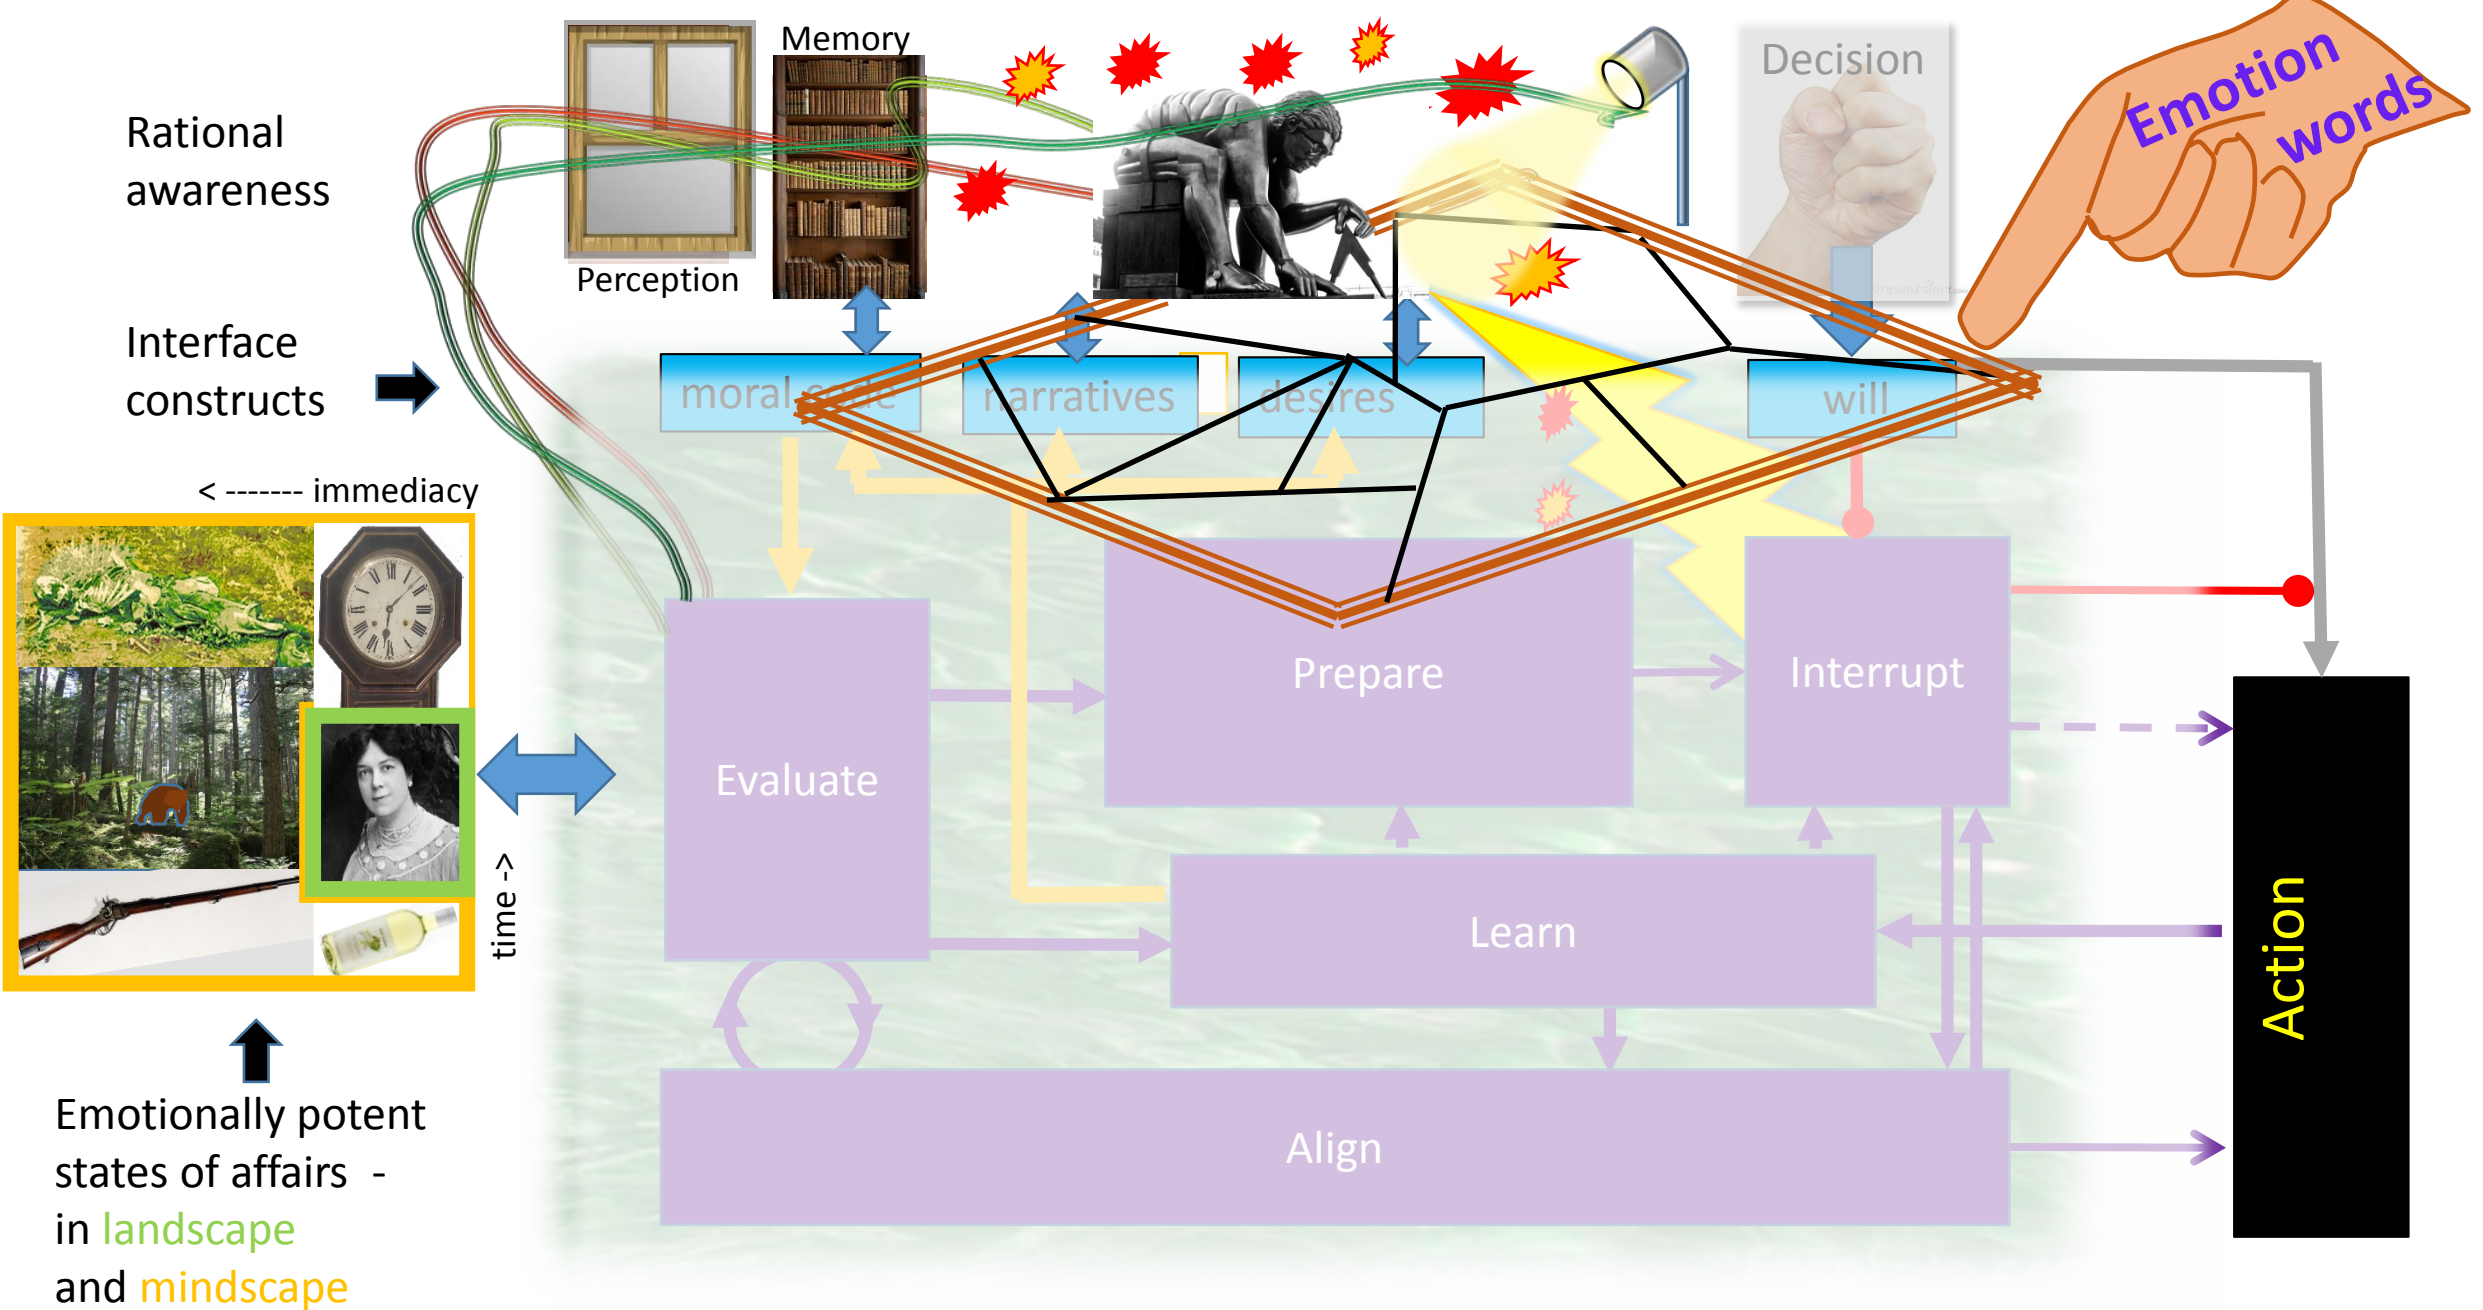 Memory
Decision
Emotion
words
Rational
awareness
Perception
Interface
constructs
moral code
narratives
desires
will
< ------- immediacy
time ->
Prepare
Interrupt
Evaluate
Learn
Action
Align
Emotionally potent
states of affairs -
in landscape
and mindscape